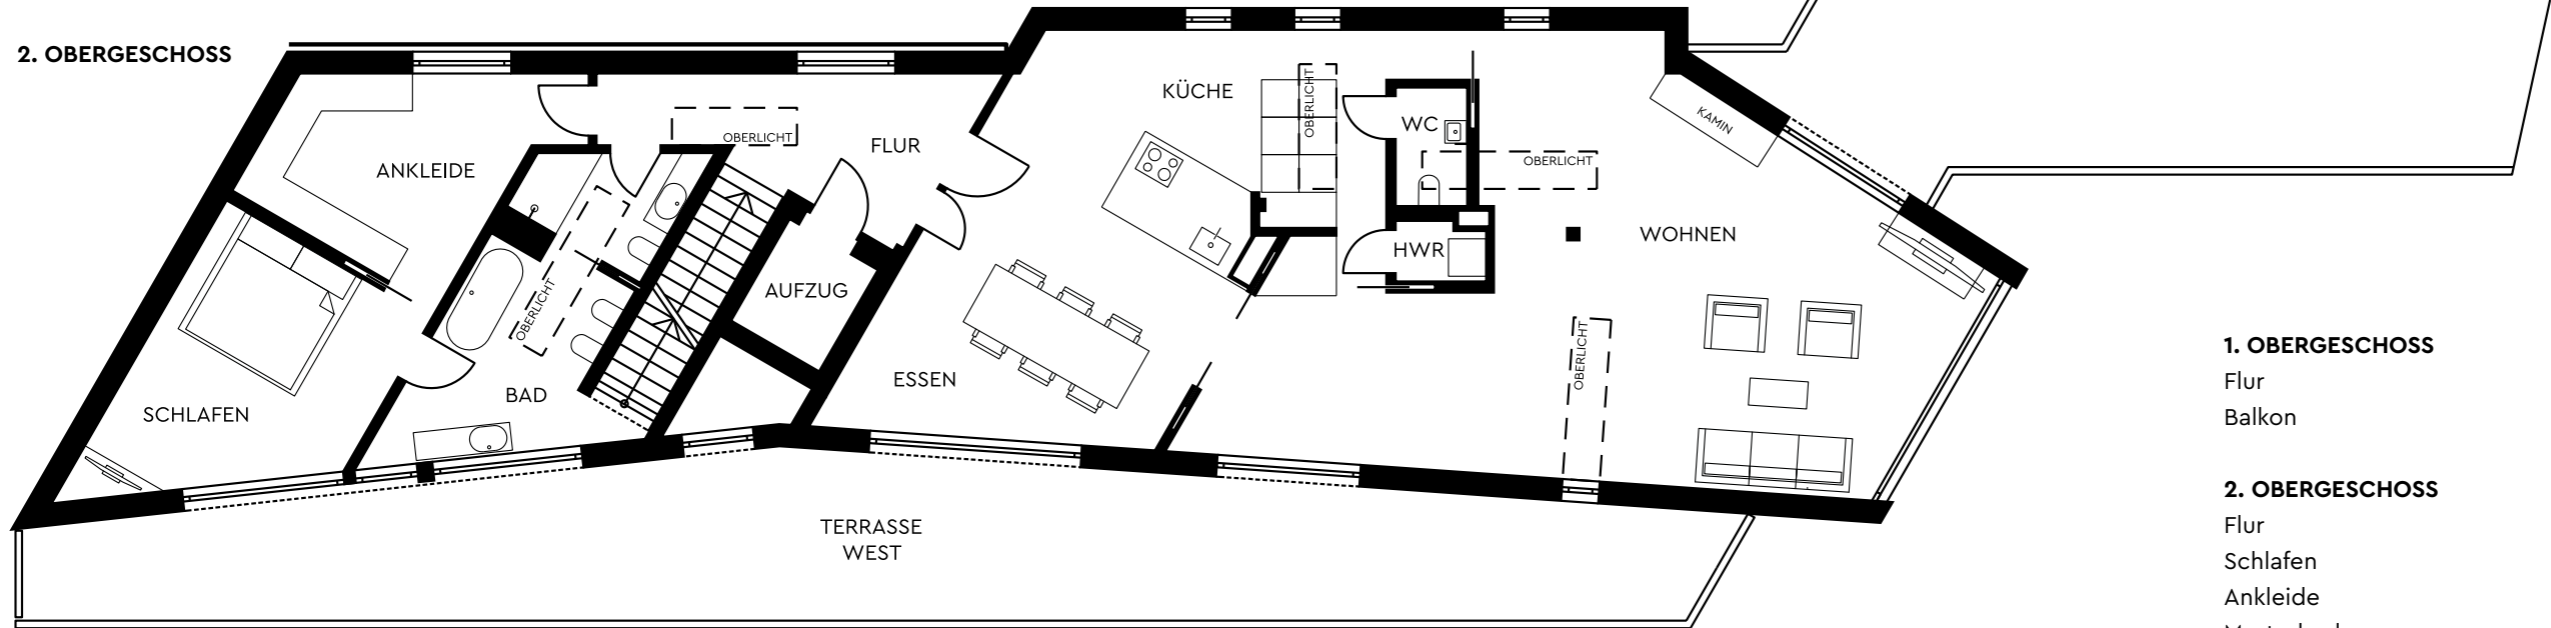 2. OBERGESCHOSS
KÜCHE
OBERLICHT
KAMIN
WC
OBERLICHT
FLUR
OBERLICHT
ANKLEIDE
OBERLICHT
WOHNEN
HWR
AUFZUG
OBERLICHT
ESSEN
BAD
SCHLAFEN
TERRASSE
WEST
1. OBERGESCHOSS
Flur
Balkon
2. OBERGESCHOSS
Flur
Schlafen
Ankleide